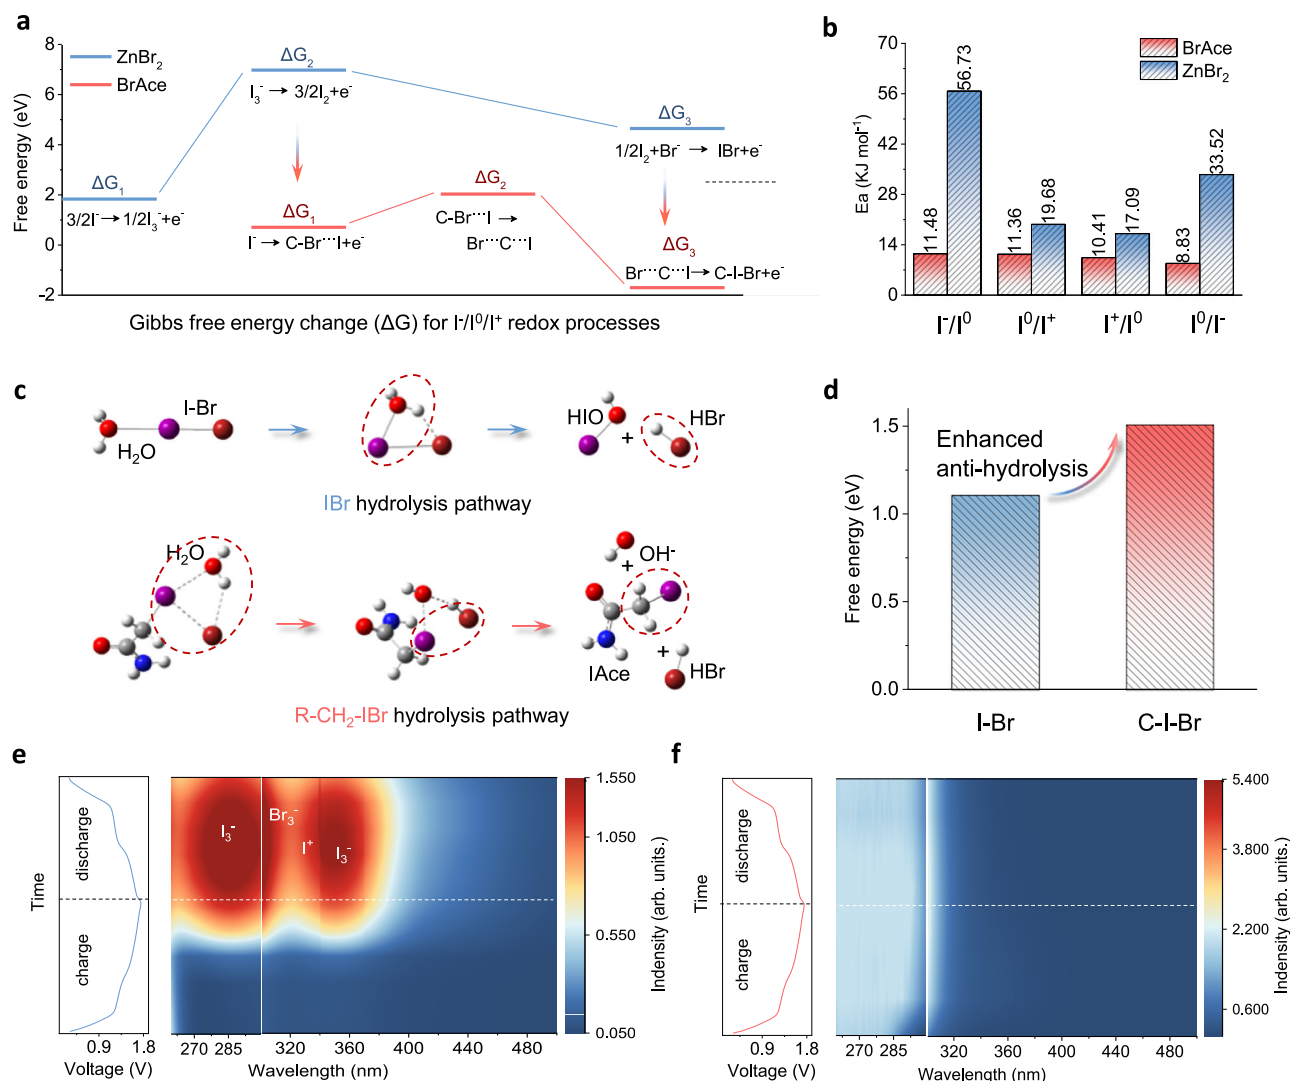 a
8
6
4
2
0
-2
Free energy (eV)
ZnBr₂
BrAce
ΔG₁
3/2I⁻→1/2I₃⁻+e⁻
ΔG₂
I₃⁻ → 3/2I₂+e⁻
ΔG₃
1/2I₂+Br⁻ → IBr+e⁻
ΔG₁
I⁻ → C-Br···I+e⁻
ΔG₂
C-Br···I →
Br···C···I
ΔG₃
Br···C···I→ C-I-Br+e⁻
Gibbs free energy change (ΔG) for I⁻/I⁰/I⁺ redox processes
b
70
56
42
28
14
0
Ea (KJ mol⁻¹)
BrAce
ZnBr₂
11.48
56.73
11.36
19.68
10.41
17.09
8.83
33.52
I⁻/I⁰
I⁰/I⁺
I⁺/I⁰
I⁰/I⁻
c
I-Br
H₂O
HIO
+
HBr
IBr hydrolysis pathway
H₂O
+
OH⁻
+
IAce
HBr
R-CH₂-IBr hydrolysis pathway
d
1.5
1.0
0.5
0.0
Free energy (eV)
Enhanced
anti-hydrolysis
I-Br
C-I-Br
e
Time
discharge
charge
0.9 1.8
Voltage (V)
I₃⁻
Br₃⁻
I⁺
I₃⁻
270 285 320 360 400 440 480
Wavelength (nm)
1.550
1.050
0.550
0.050
Indensity (arb. units.)
f
Time
discharge
charge
0.9 1.8
Voltage (V)
270 285 320 360 400 440 480
Wavelength (nm)
5.400
3.800
2.200
0.600
Indensity (arb. units.)